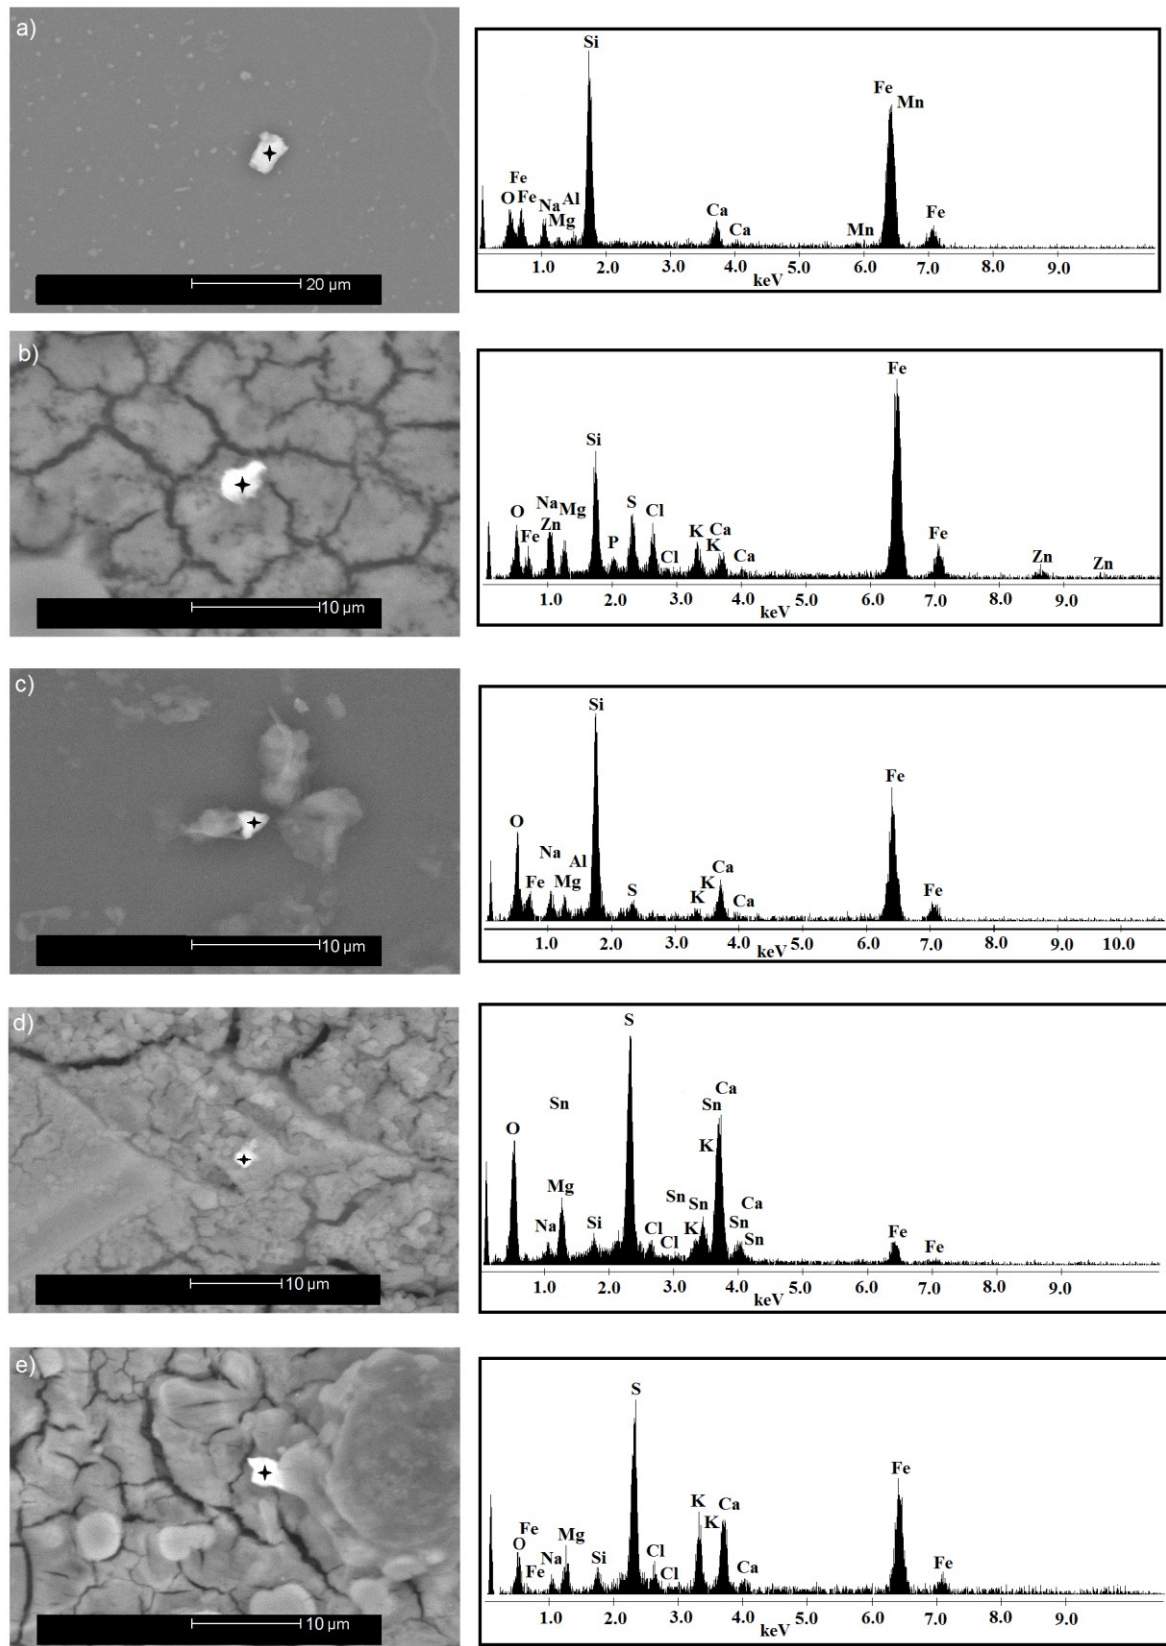 a)
20 µm
Si
Fe
Mn
Fe
O
Fe
Na
Mg
Al
Ca
Ca
Mn
Fe
1.0 2.0 3.0 4.0 5.0 6.0 7.0 8.0 9.0
keV
b)
10 µm
Fe
Si
O
Fe
Na
Zn
Mg
P
S
Cl
Cl
K
K
Ca
Ca
Fe
Zn
Zn
1.0 2.0 3.0 4.0 5.0 6.0 7.0 8.0 9.0
keV
c)
10 µm
Si
Fe
O
Fe
Na
Mg
Al
S
K
K
Ca
Ca
Fe
1.0 2.0 3.0 4.0 5.0 6.0 7.0 8.0 9.0 10.0
keV
d)
10 µm
S
Sn
Ca
Sn
O
K
Mg
Na
Si
Cl
Cl
Sn
Sn
K
Ca
Sn
Sn
Fe
Fe
1.0 2.0 3.0 4.0 5.0 6.0 7.0 8.0 9.0
keV
e)
10 µm
S
Fe
Fe
O
Fe
Na
Mg
Si
Cl
Cl
K
K
Ca
Ca
Fe
1.0 2.0 3.0 4.0 5.0 6.0 7.0 8.0 9.0
keV